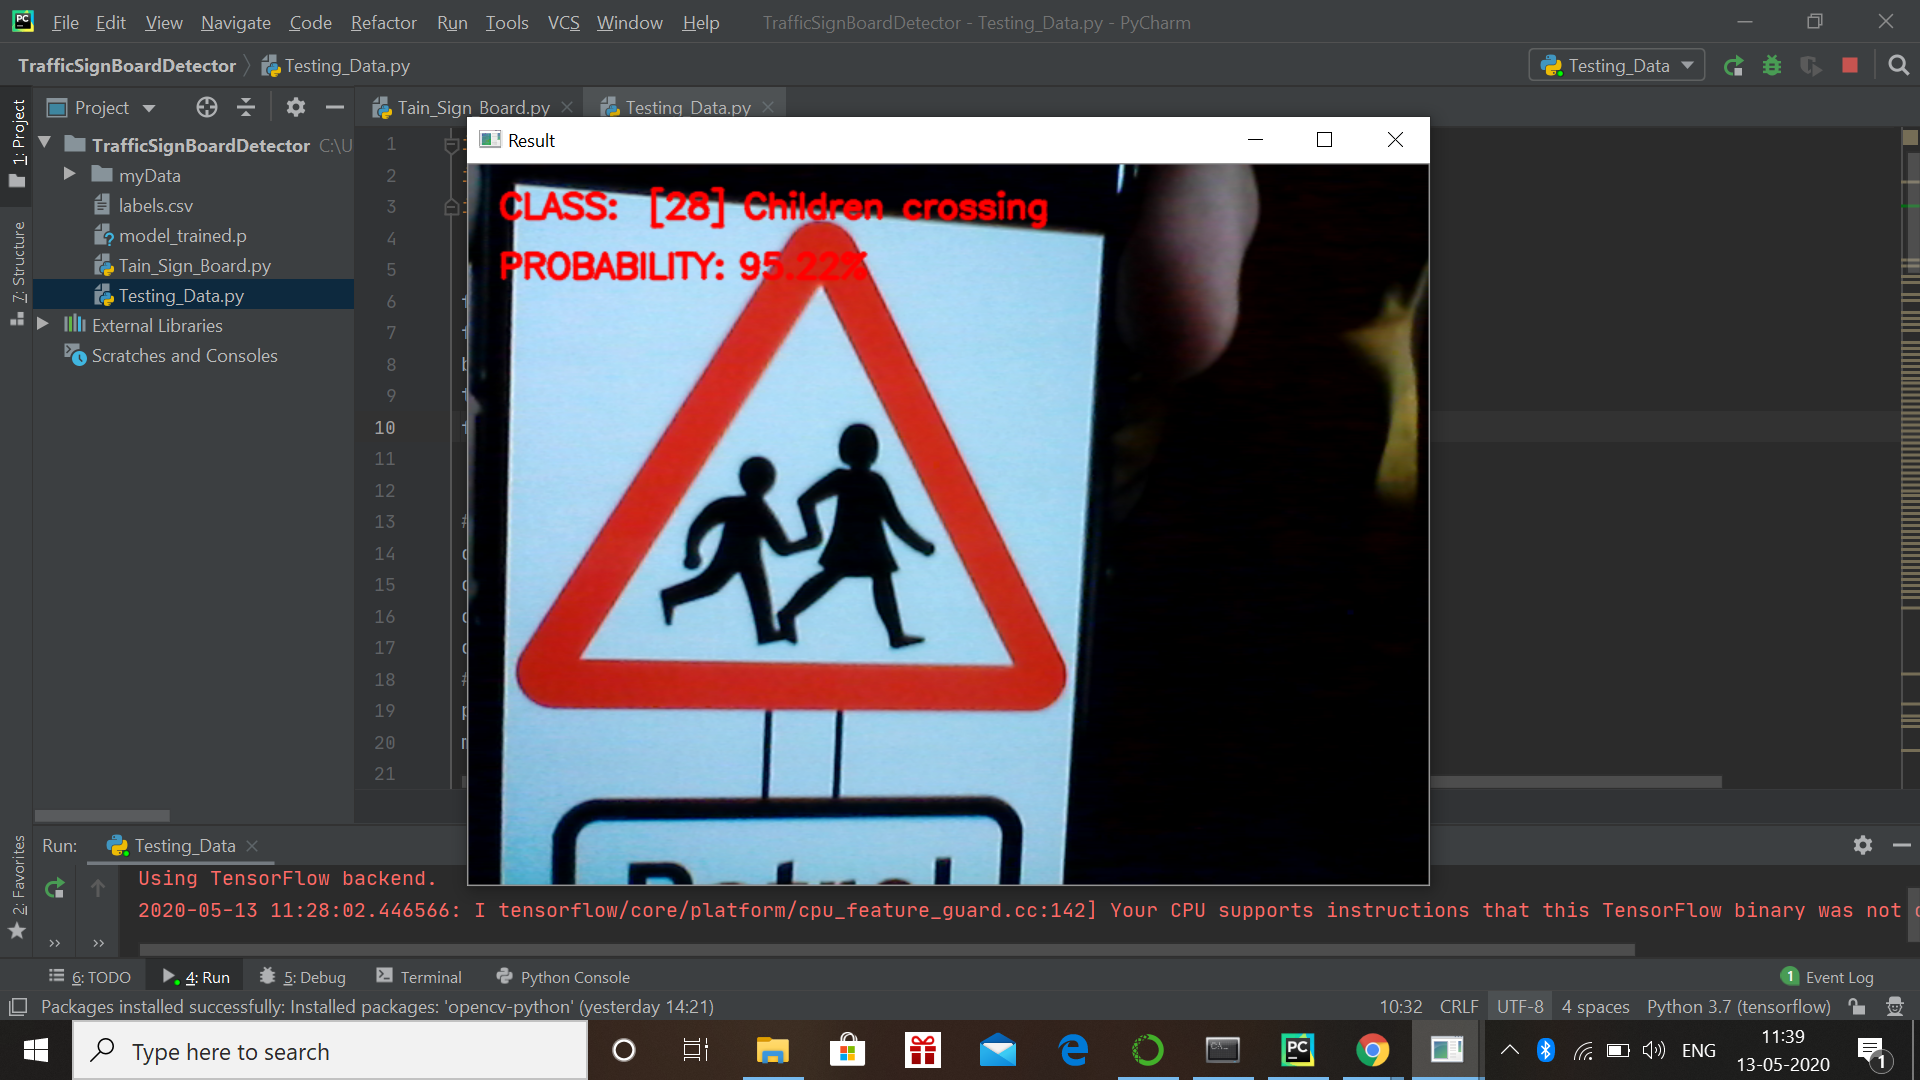 File Edit View Navigate Code Refactor Run Tools VCS Window Help TrafficSignBoardDetector - Testing_Data.py - PyCharm
TrafficSignBoardDetector Testing_Data.py Testing_Data
1: Project
7: Structure
2: Favorites
Project
TrafficSignBoardDetector C:\U
myData
labels.csv
model_trained.p
Tain_Sign_Board.py
Testing_Data.py
External Libraries
Scratches and Consoles
Tain_Sign_Board.py Testing_Data.py
1
2
3
4
5
6
7
8
9
10
11
12
13
14
15
16
17
18
19
20
21
Result
CLASS: [28] Children crossing
PROBABILITY: 95.22%
Run: Testing_Data
Using TensorFlow backend.
2020-05-13 11:28:02.446566: I tensorflow/core/platform/cpu_feature_guard.cc:142] Your CPU supports instructions that this TensorFlow binary was not
6: TODO 4: Run 5: Debug Terminal Python Console 1 Event Log
Packages installed successfully: Installed packages: 'opencv-python' (yesterday 14:21) 10:32 CRLF UTF-8 4 spaces Python 3.7 (tensorflow)
Type here to search
ENG
11:39
13-05-2020
1